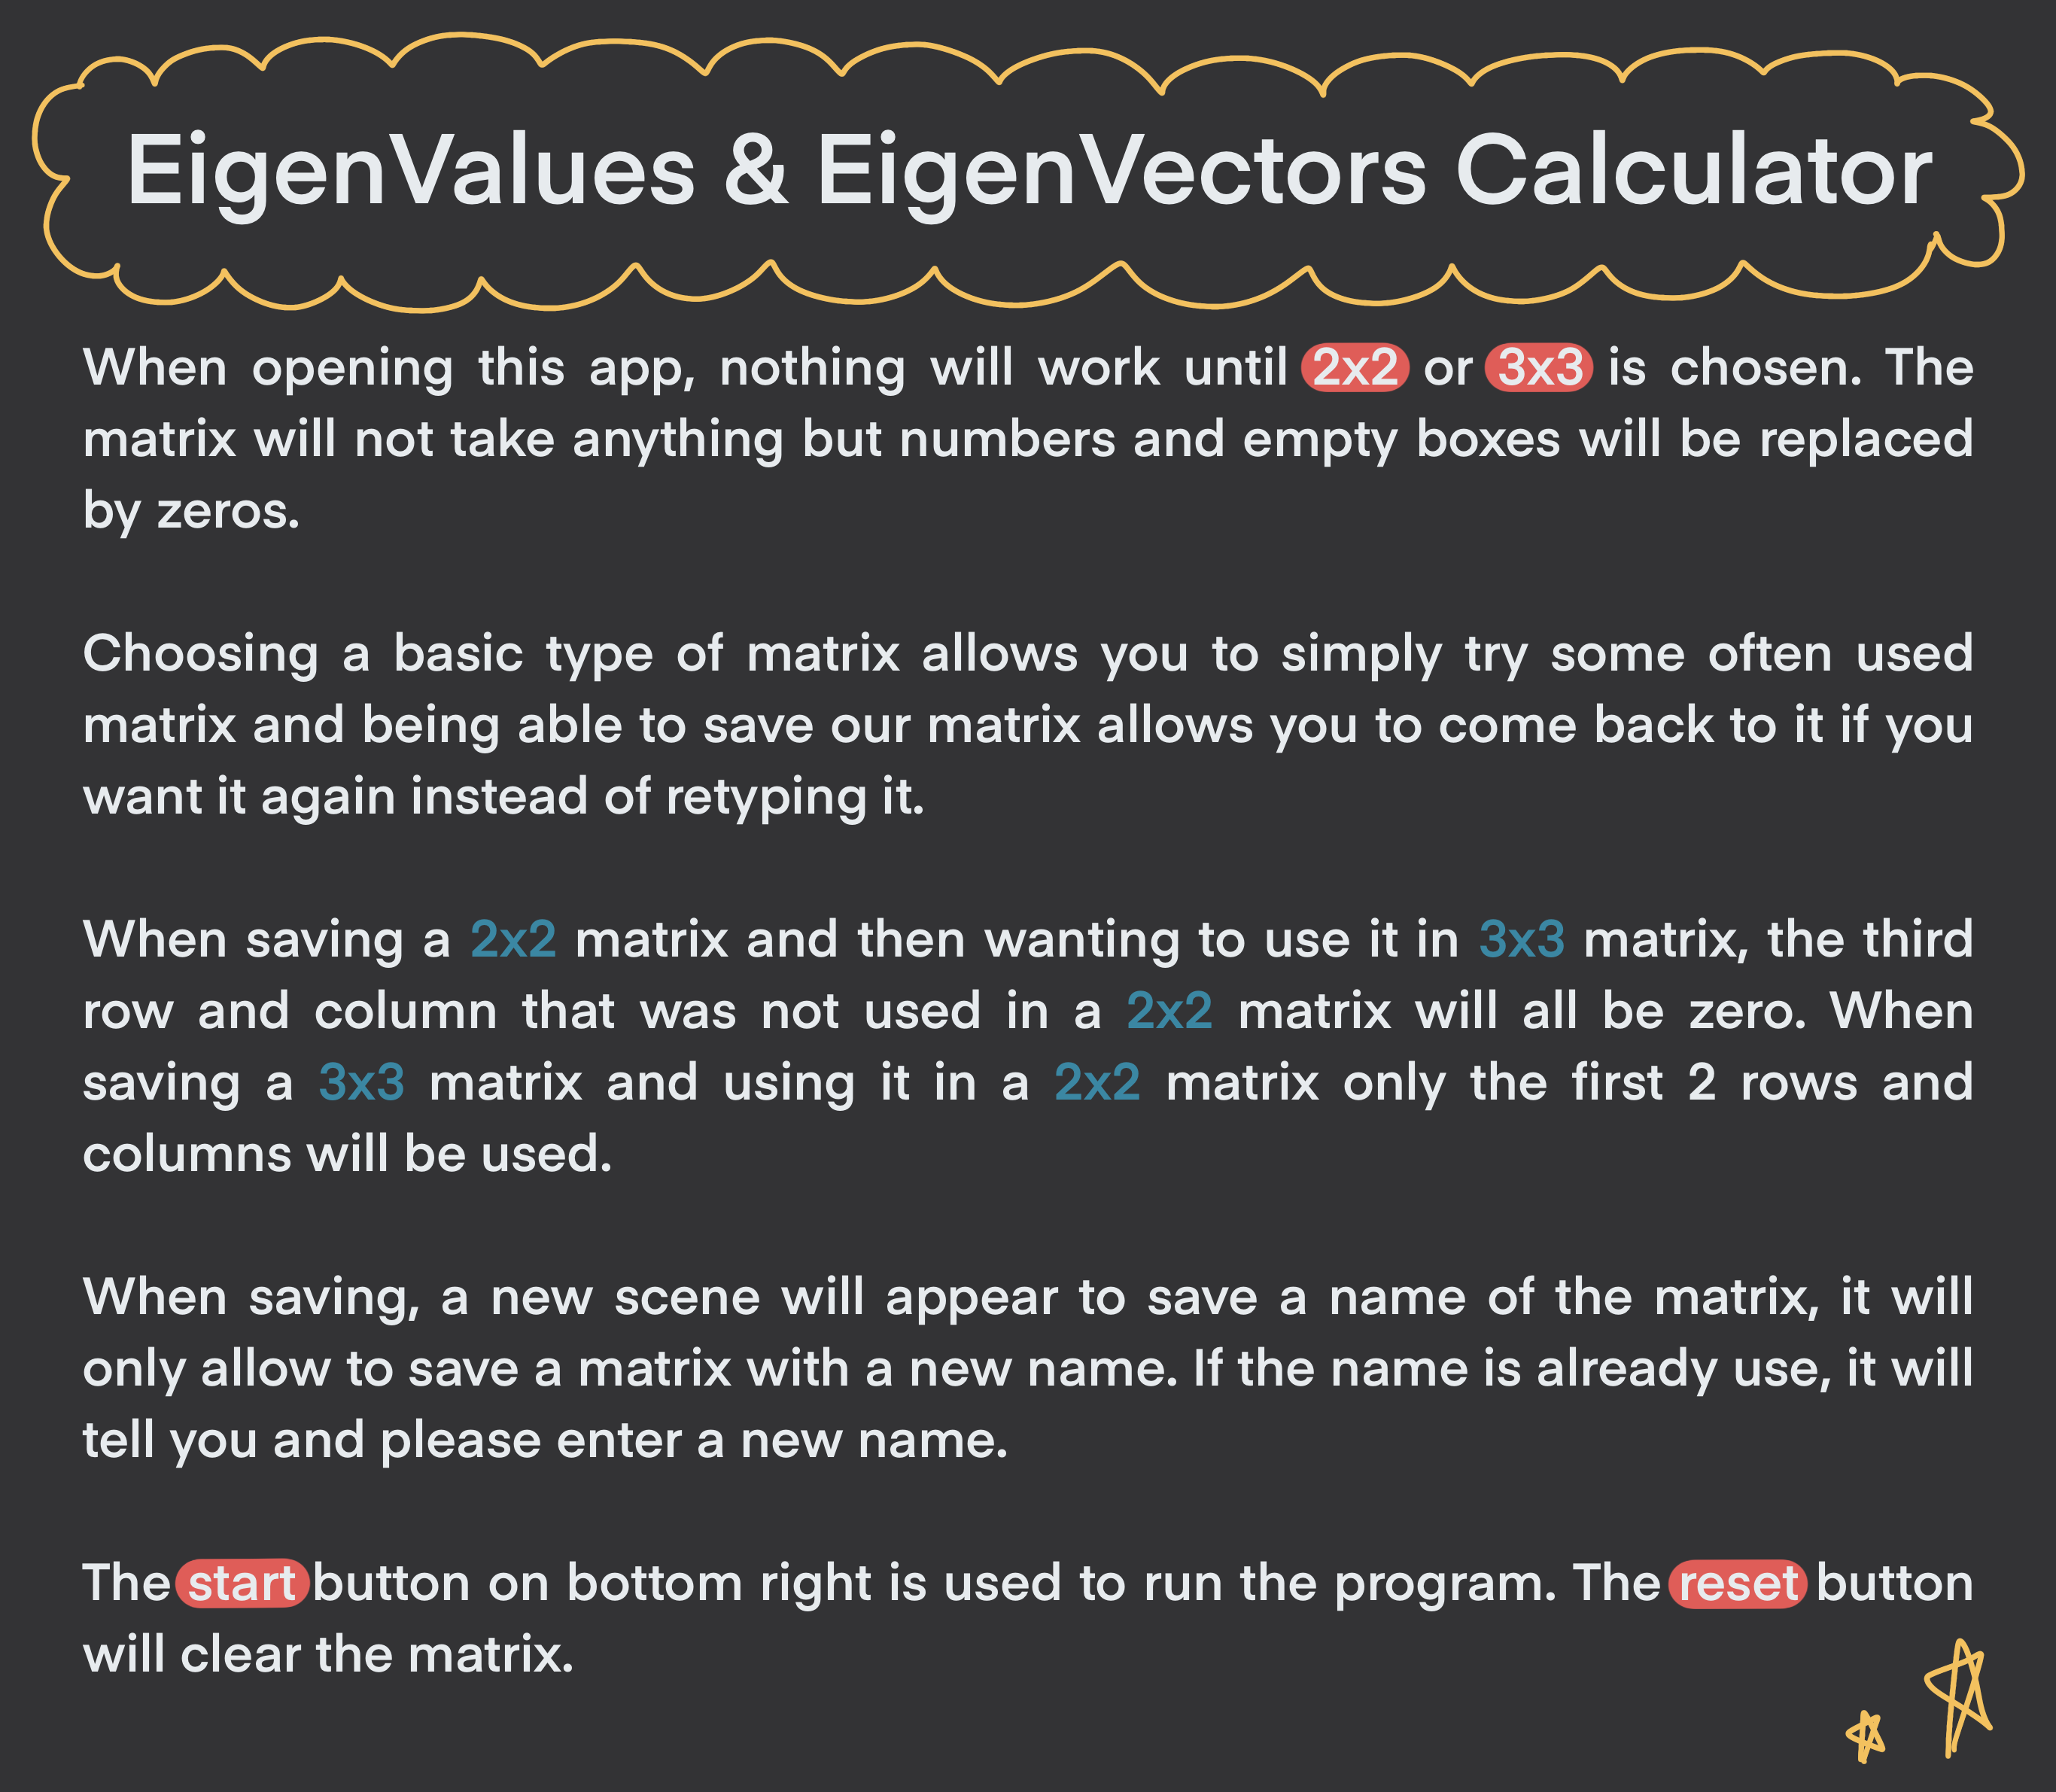 EigenValues & EigenVectors Calculator
When opening this app, nothing will work until 2x2 or 3x3 is chosen. The
matrix will not take anything but numbers and empty boxes will be replaced
by zeros.
Choosing a basic type of matrix allows you to simply try some often used
matrix and being able to save our matrix allows you to come back to it if you
want it again instead of retyping it.
When saving a 2x2 matrix and then wanting to use it in 3x3 matrix, the third
row and column that was not used in a 2x2 matrix will all be zero. When
saving a 3x3 matrix and using it in a 2x2 matrix only the first 2 rows and
columns will be used.
When saving, a new scene will appear to save a name of the matrix, it will
only allow to save a matrix with a new name. If the name is already use, it will
tell you and please enter a new name.
The start button on bottom right is used to run the program. The reset button
will clear the matrix.